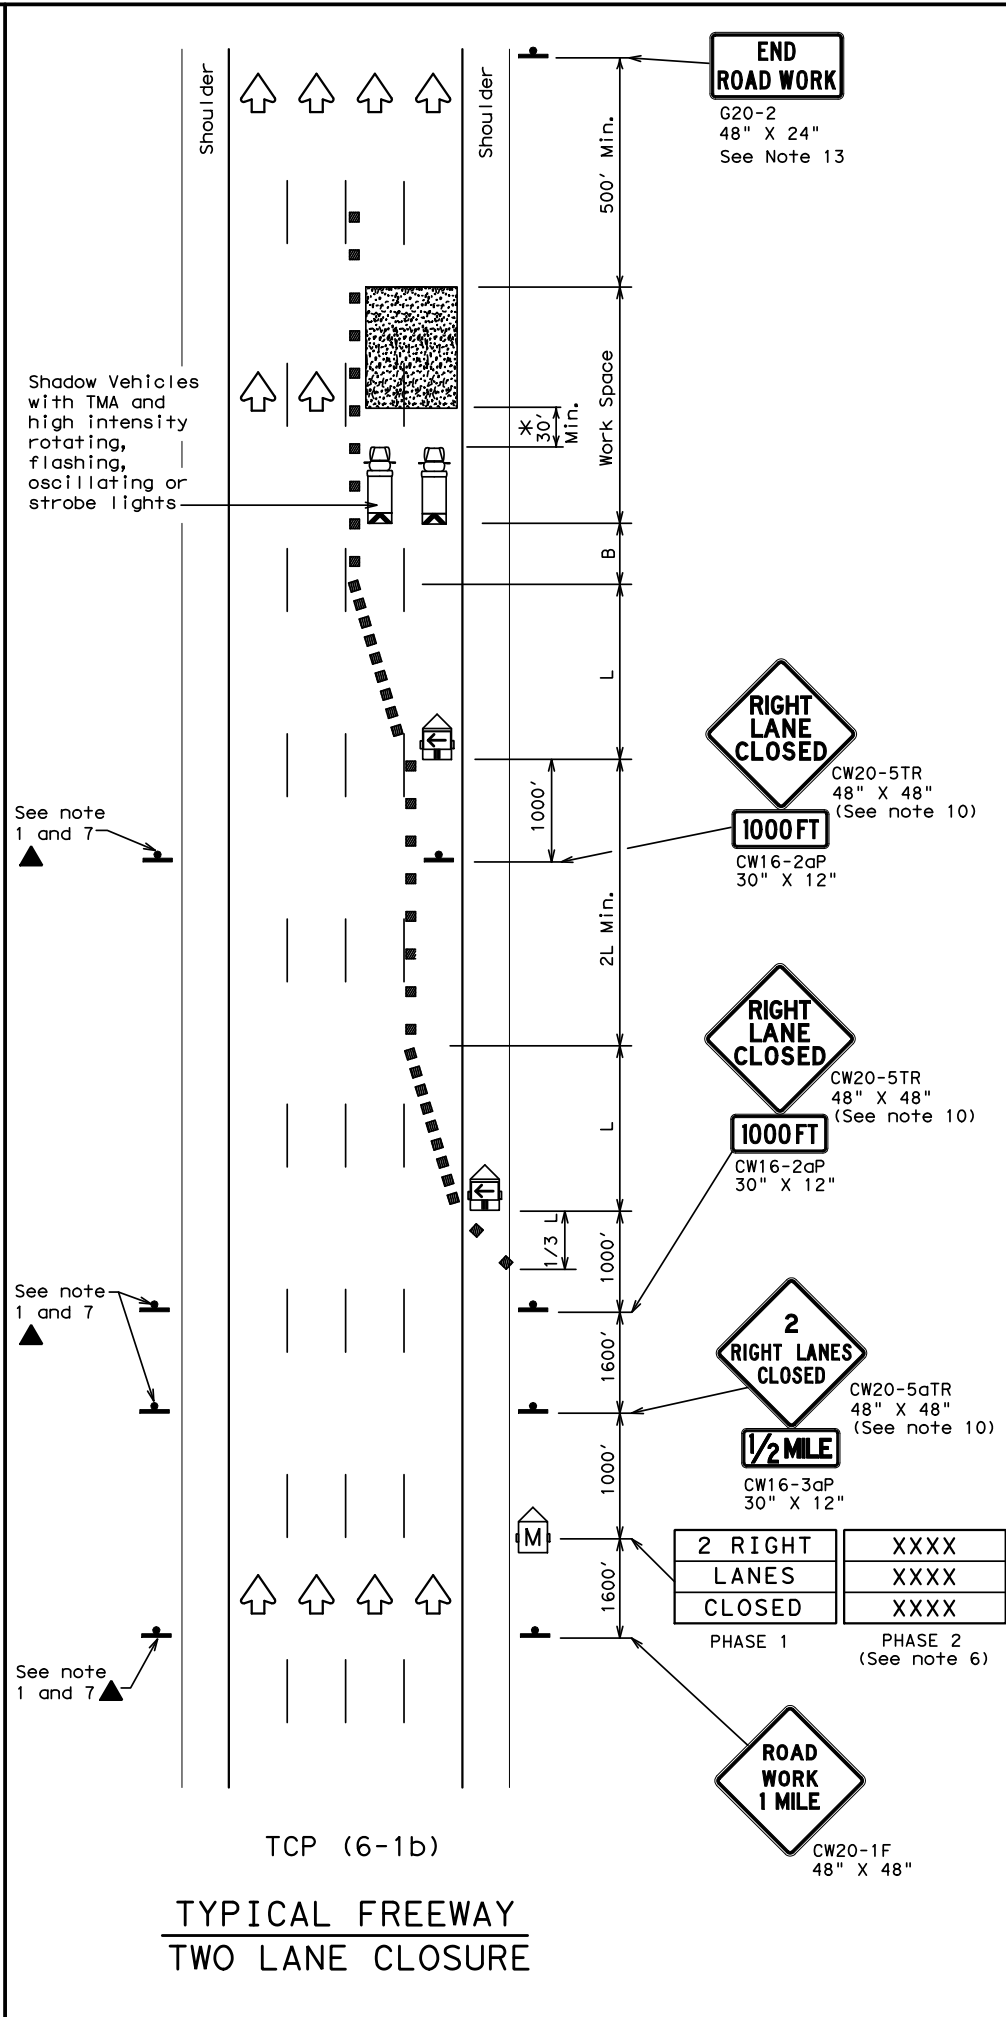 END
ROAD WORK
G20-2
48" X 24"
See Note 13
Shoulder
Shoulder
500' Min.
Shadow Vehicles
with TMA and
high intensity
rotating,
flashing,
oscillating or
strobe lights
Work Space
*
30'
Min.
B
L
RIGHT
LANE
CLOSED
CW20-5TR
48" X 48"
(See note 10)
1000 FT
CW16-2aP
30" X 12"
1000'
See note
1 and 7
2L Min.
RIGHT
LANE
CLOSED
CW20-5TR
48" X 48"
(See note 10)
1000 FT
CW16-2aP
30" X 12"
L
1/3 L
1000'
See note
1 and 7
1600'
2
RIGHT LANES
CLOSED
CW20-5aTR
48" X 48"
(See note 10)
1/2 MILE
CW16-3aP
30" X 12"
1000'
M
2 RIGHT
LANES
CLOSED
PHASE 1
XXXX
XXXX
XXXX
PHASE 2
(See note 6)
1600'
See note
1 and 7
ROAD
WORK
1 MILE
CW20-1F
48" X 48"
TCP (6-1b)
TYPICAL FREEWAY
TWO LANE CLOSURE